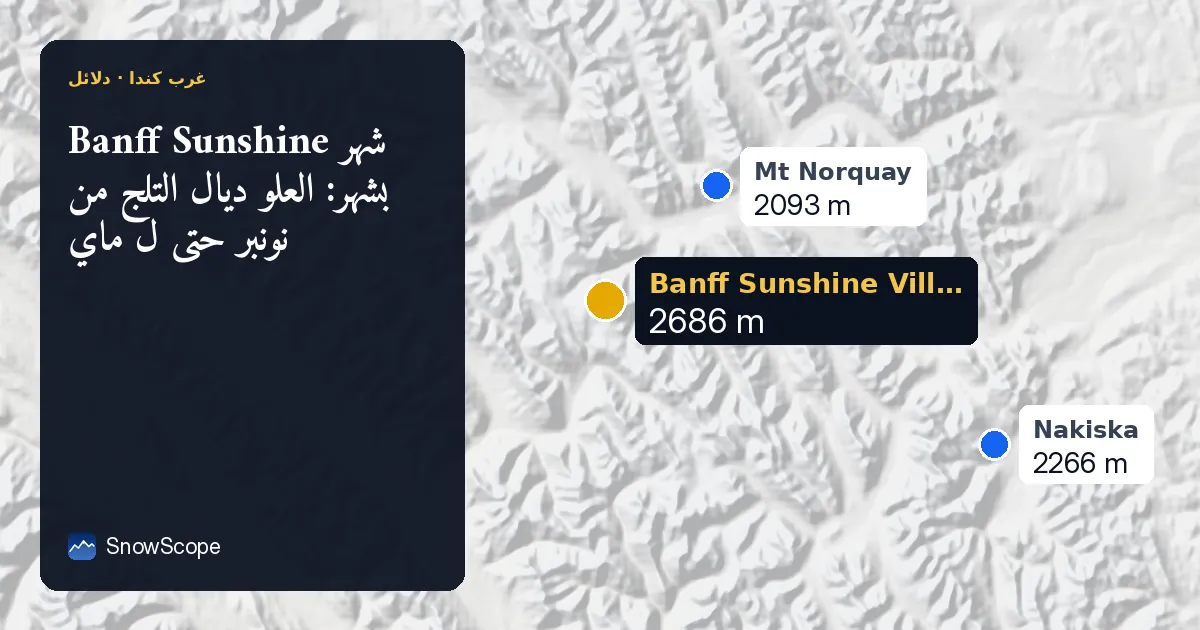 غرب كندا · دلائل
Banff Sunshine شهر
بشهر: العلو ديال التلج من
نونبر حتى ل ماي
Mt Norquay
2093 m
Banff Sunshine Vill…
2686 m
Nakiska
2266 m
SnowScope